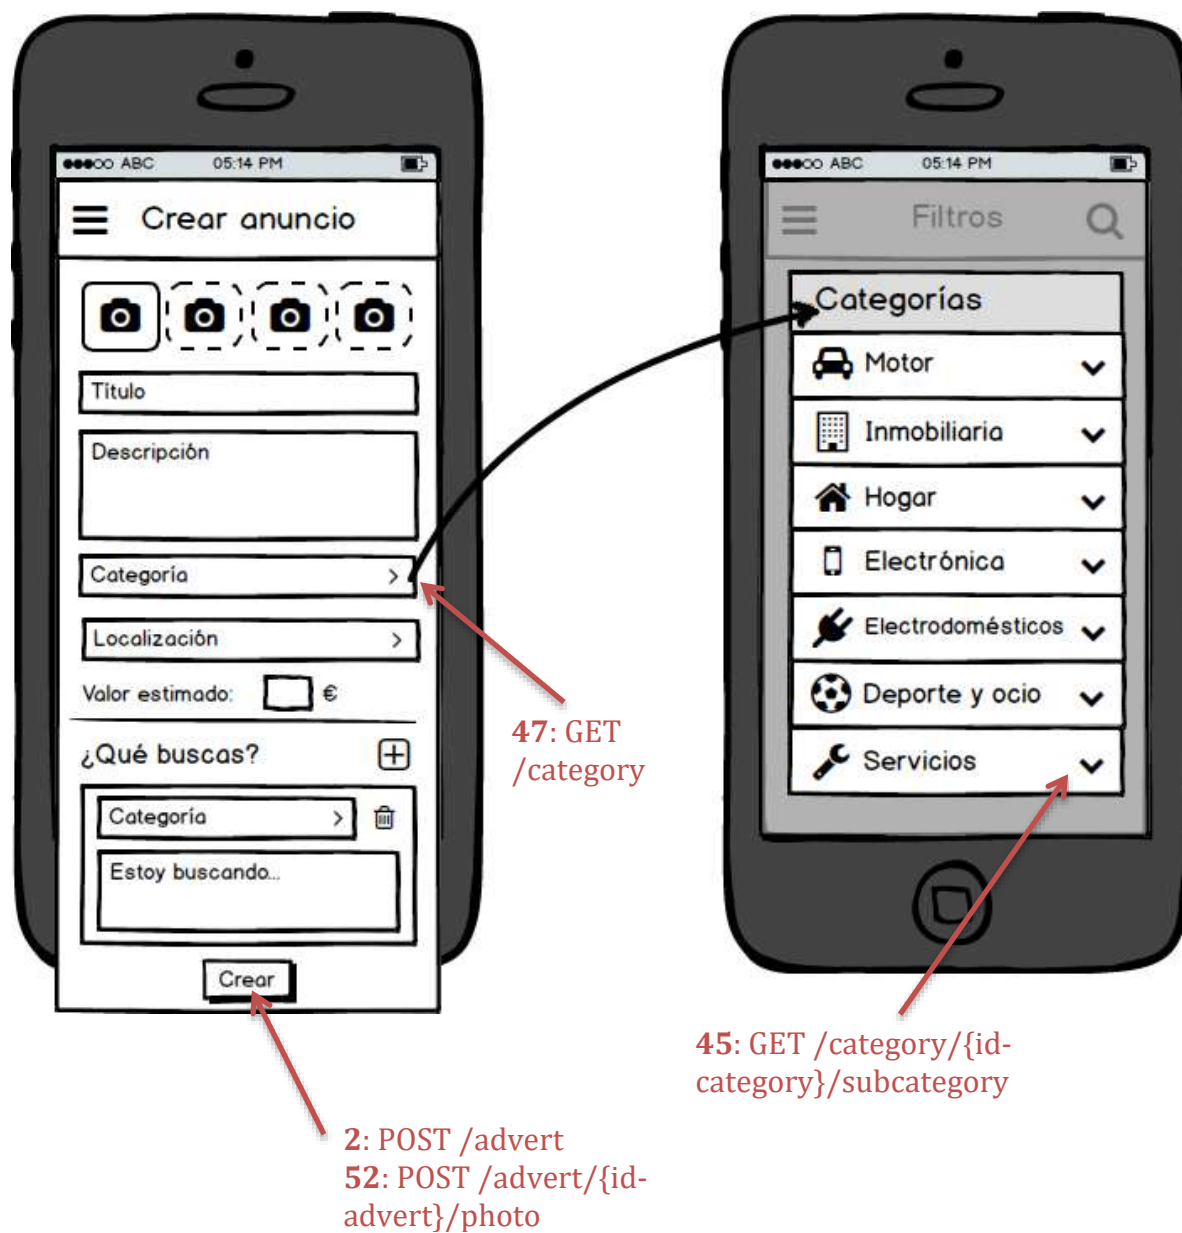 ABC 05:14 PM
Crear anuncio
Título
Descripción
Categoría
Localización
Valor estimado: €
¿Qué buscas?
Categoría
Estoy buscando...
Crear
ABC 05:14 PM
Filtros
Categorías
Motor
Inmobiliaria
Hogar
Electrónica
Electrodomésticos
Deporte y ocio
Servicios
47: GET
/category
45: GET /category/{id-
category}/subcategory
2: POST /advert
52: POST /advert/{id-
advert}/photo